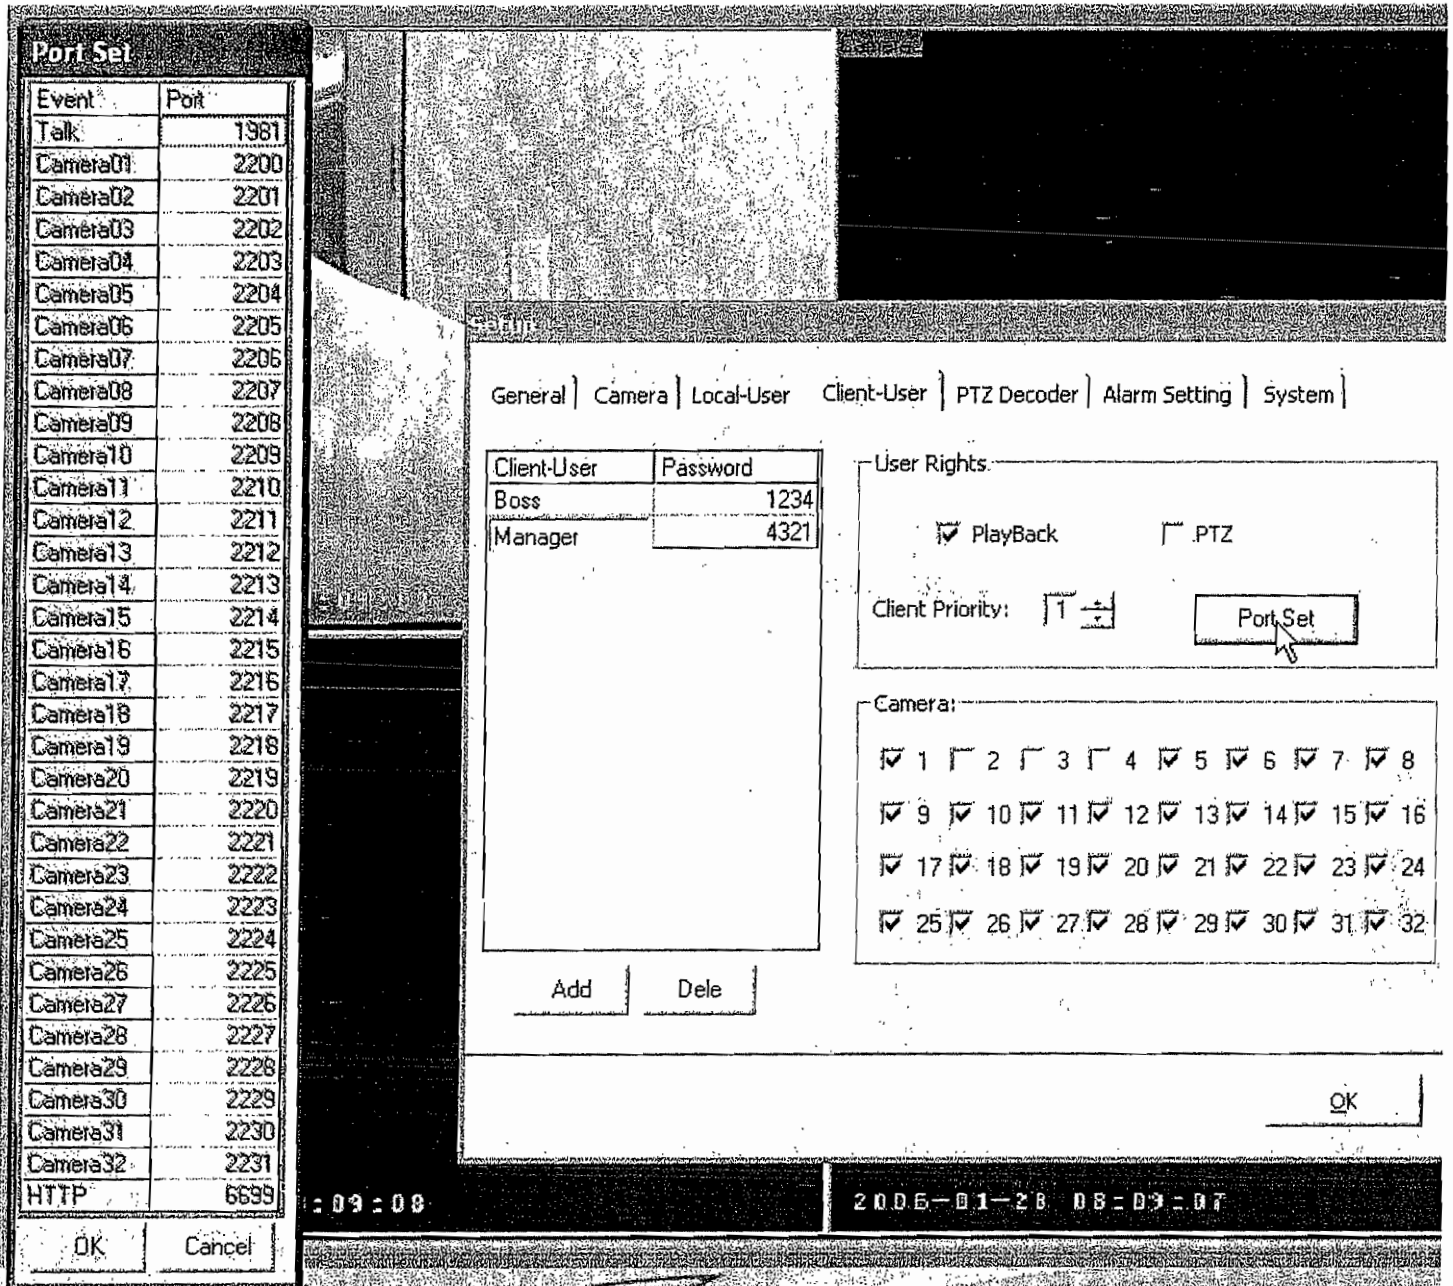 Port Set
Event Port
Talk 1981
Camera01 2200
Camera02 2201
Camera03 2202
Camera04 2203
Camera05 2204
Camera06 2205
Camera07 2206
Camera08 2207
Camera09 2208
Camera10 2209
Camera11 2210
Camera12 2211
Camera13 2212
Camera14 2213
Camera15 2214
Camera16 2215
Camera17 2216
Camera18 2217
Camera19 2218
Camera20 2219
Camera21 2220
Camera22 2221
Camera23 2222
Camera24 2223
Camera25 2224
Camera26 2225
Camera27 2226
Camera28 2227
Camera29 2228
Camera30 2229
Camera31 2230
Camera32 2231
HTTP 6699
OK Cancel
Setup
General Camera Local-User Client-User PTZ Decoder Alarm Setting System
Client-User Password
Boss 1234
Manager 4321
Add Dele
User Rights
PlayBack PTZ
Client Priority: 1 Port Set
Camera:
1 2 3 4 5 6 7 8
9 10 11 12 13 14 15 16
17 18 19 20 21 22 23 24
25 26 27 28 29 30 31 32
OK
:09:08
2006-01-28 08:09:07